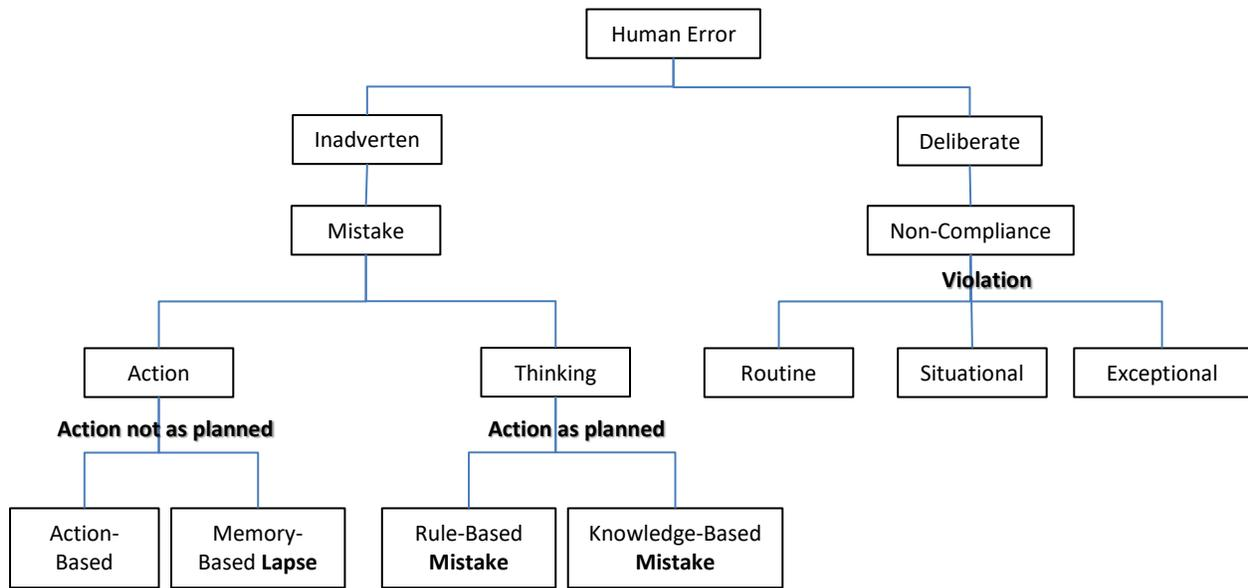 Human Error
Inadverten
Deliberate
Mistake
Non-Compliance
Violation
Action
Thinking
Routine
Situational
Exceptional
Action not as planned
Action as planned
Action-
Based
Memory-
Based Lapse
Rule-Based
Mistake
Knowledge-Based
Mistake